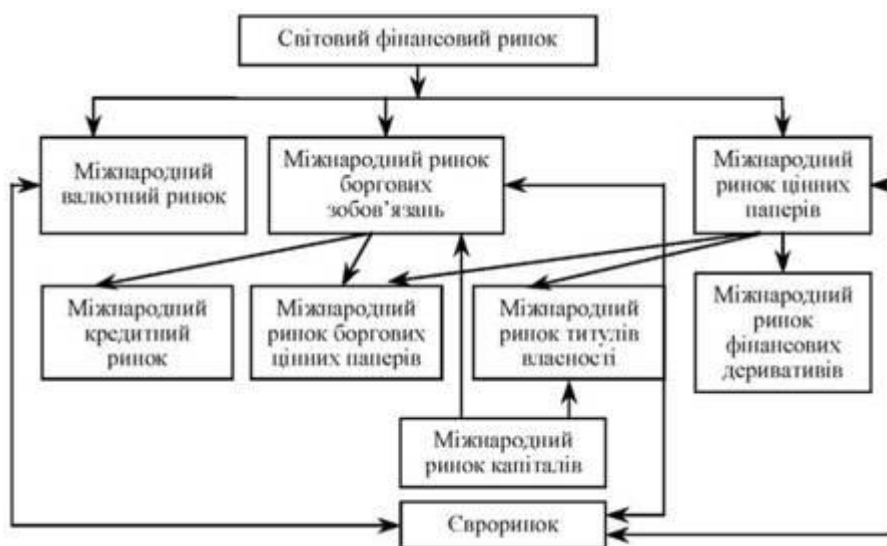 Світовий фінансовий ринок
Міжнародний
валютний ринок
Міжнародний ринок
боргових
зобов’язань
Міжнародний
ринок цінних
паперів
Міжнародний
кредитний
ринок
Міжнародний
ринок боргових
цінних паперів
Міжнародний
ринок титулів
власності
Міжнародний
ринок
фінансових
деривативів
Міжнародний
ринок капіталів
Євроринок